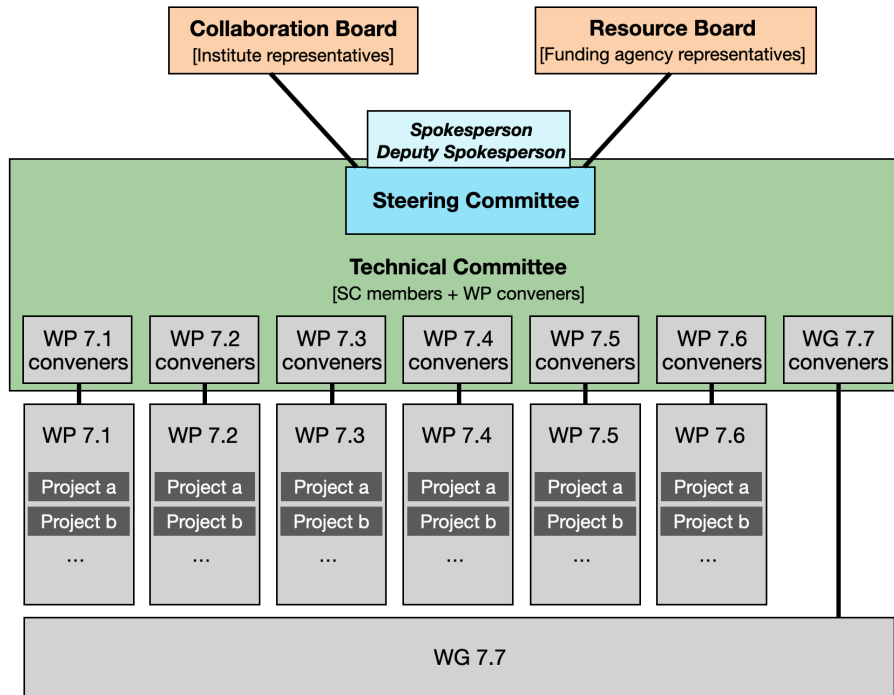 Collaboration Board
[Institute representatives]
Resource Board
[Funding agency representatives]
Spokesperson
Deputy Spokesperson
Steering Committee
Technical Committee
[SC members + WP conveners]
WP 7.1
conveners
WP 7.2
conveners
WP 7.3
conveners
WP 7.4
conveners
WP 7.5
conveners
WP 7.6
conveners
WG 7.7
conveners
WP 7.1
Project a
Project b
...
WP 7.2
Project a
Project b
...
WP 7.3
Project a
Project b
...
WP 7.4
Project a
Project b
...
WP 7.5
Project a
Project b
...
WP 7.6
Project a
Project b
...
WG 7.7